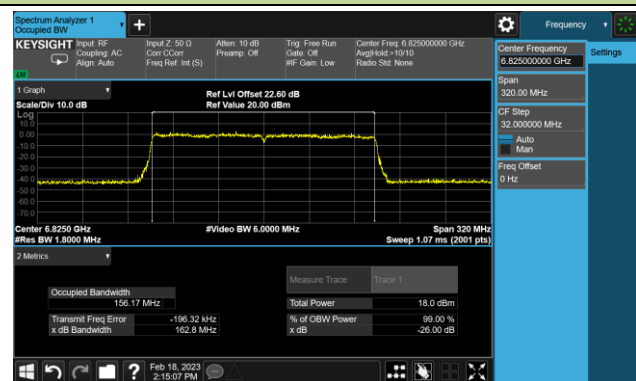 Spectrum Analyzer 1
Occupied BW
+
Frequency
KEYSIGHT
Input: RF
Coupling: AC
Align: Auto
Input Z: 50 Ω
Corr CCorr
Freq Ref: Int (S)
Atten: 10 dB
Preamp: Off
Trig: Free Run
Gate: Off
#IF Gain: Low
Center Freq: 6.825000000 GHz
Avg|Hold:>10/10
Radio Std: None
LXI
Center Frequency
6.825000000 GHz
Settings
Span
320.00 MHz
CF Step
32.000000 MHz
Auto
Man
Freq Offset
0 Hz
1 Graph
Scale/Div 10.0 dB
Ref Lvl Offset 22.60 dB
Ref Value 20.00 dBm
Log
10.0
0.00
-10.0
-20.0
-30.0
-40.0
-50.0
-60.0
-70.0
Center 6.8250 GHz
#Res BW 1.8000 MHz
#Video BW 6.0000 MHz
Span 320 MHz
Sweep 1.07 ms (2001 pts)
2 Metrics
Measure Trace
Trace 1
Occupied Bandwidth
156.17 MHz
Total Power
18.0 dBm
Transmit Freq Error
-196.32 kHz
% of OBW Power
99.00 %
x dB Bandwidth
162.8 MHz
x dB
-26.00 dB
?
Feb 18, 2023
2:15:07 PM